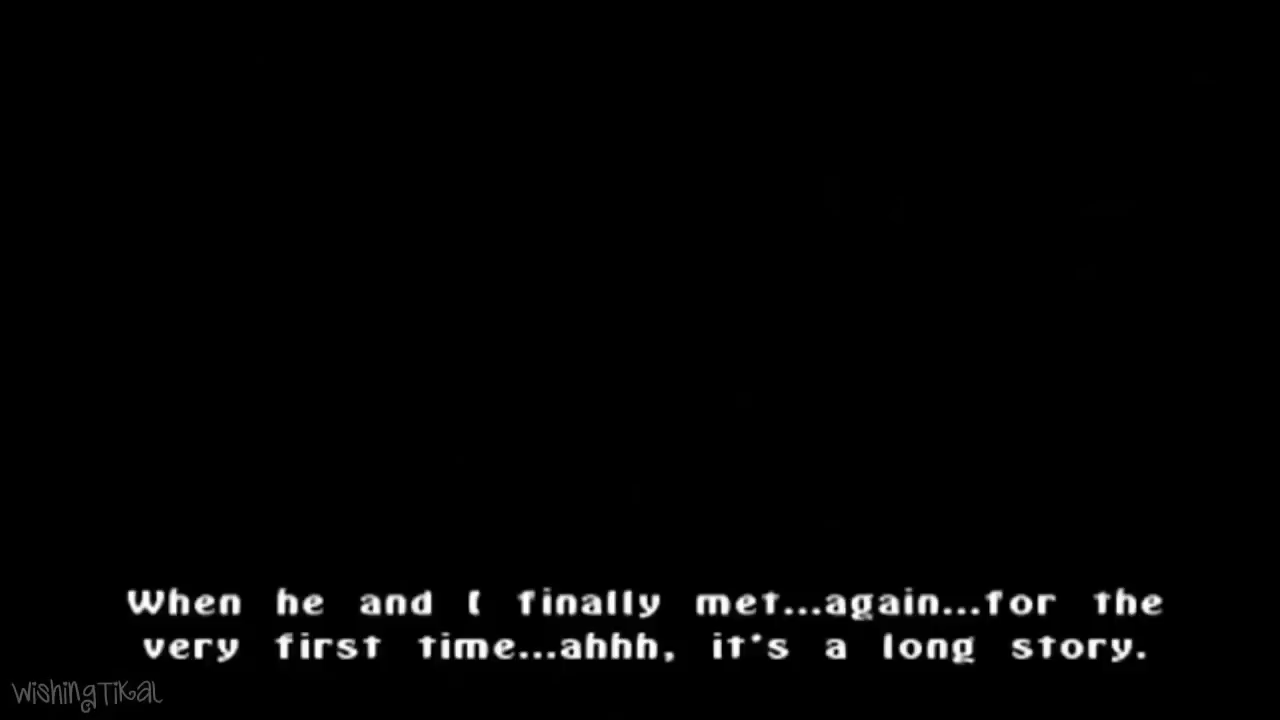 When he and I finally met...again...for the
very first time...ahhh, it's a long story.
WishingTikal